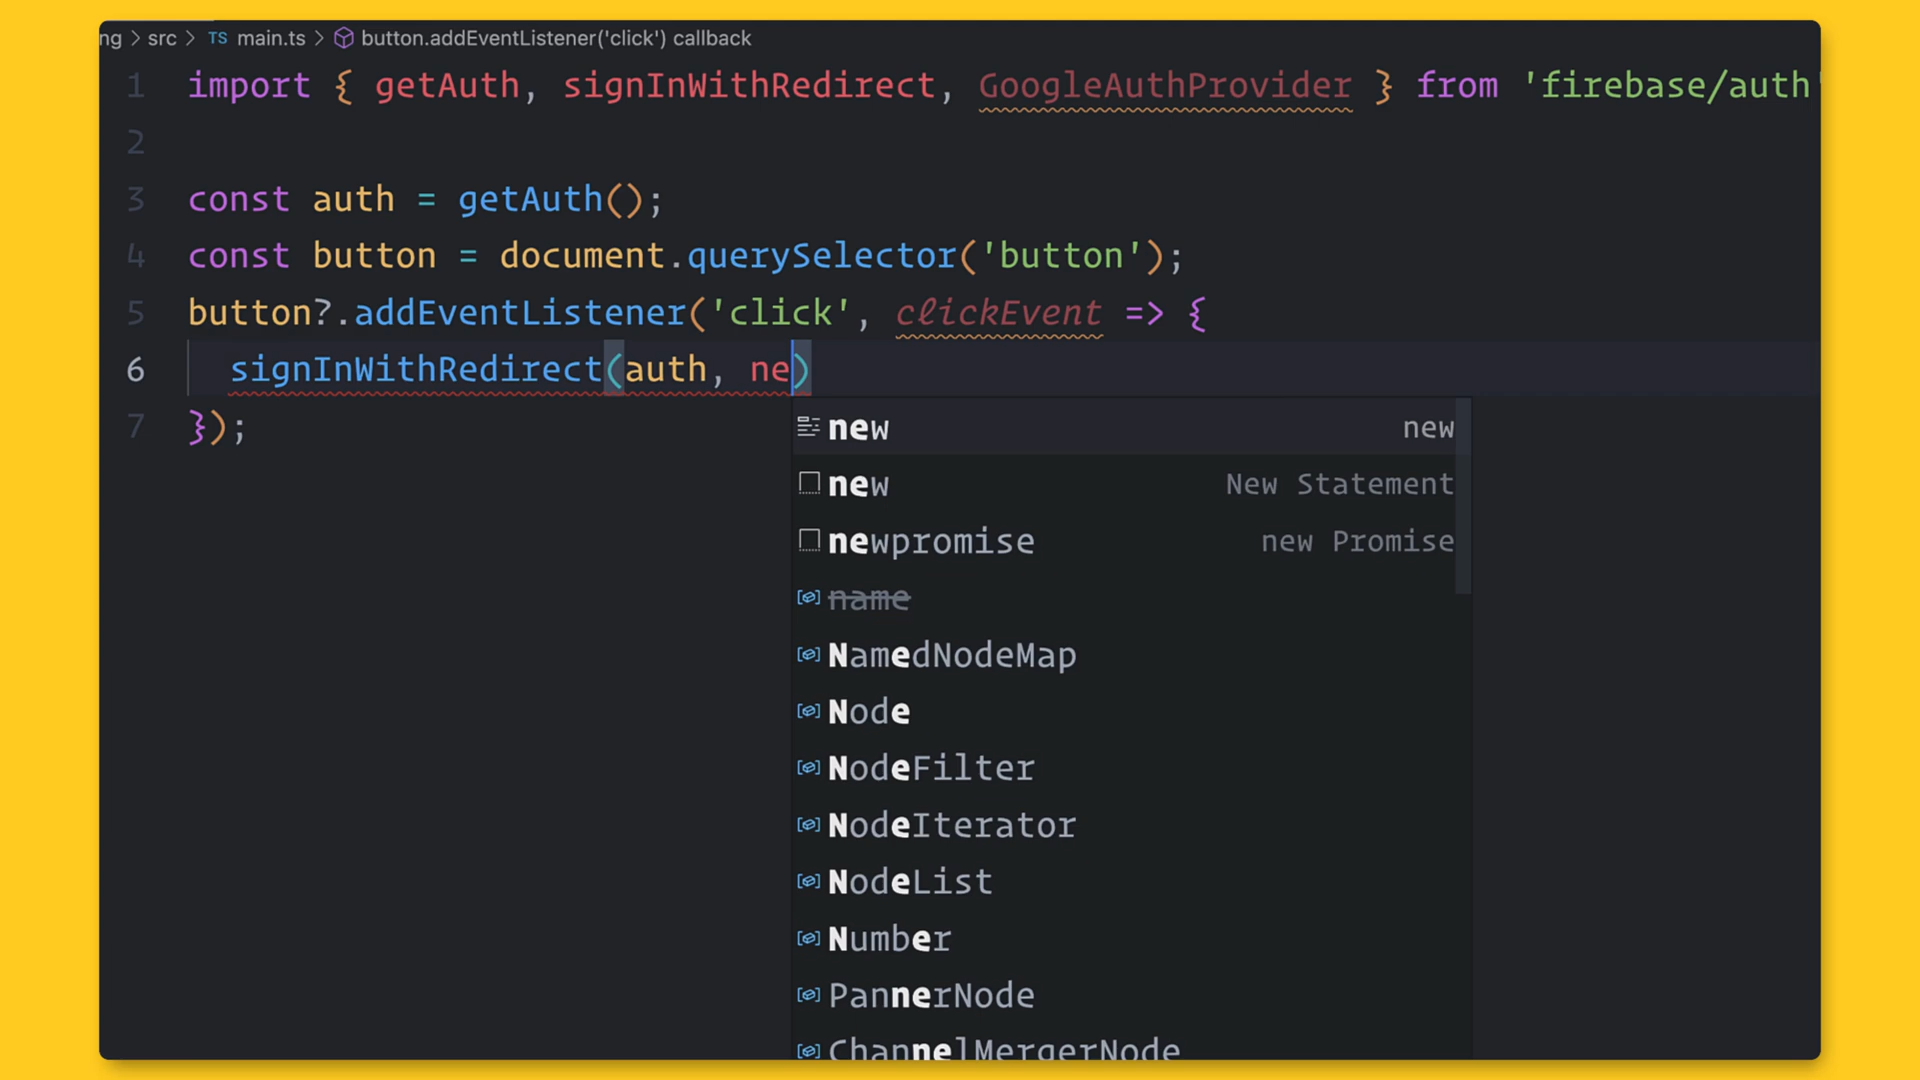 ng > src > TS main.ts > button.addEventListener('click') callback
1 import { getAuth, signInWithRedirect, GoogleAuthProvider } from 'firebase/auth'
2
3 const auth = getAuth();
4 const button = document.querySelector('button');
5 button?.addEventListener('click', clickEvent => {
6 signInWithRedirect(auth, ne)
7 });
new new
new New Statement
newpromise new Promise
name
NamedNodeMap
Node
NodeFilter
NodeIterator
NodeList
Number
PannerNode
ChannelMergerNode